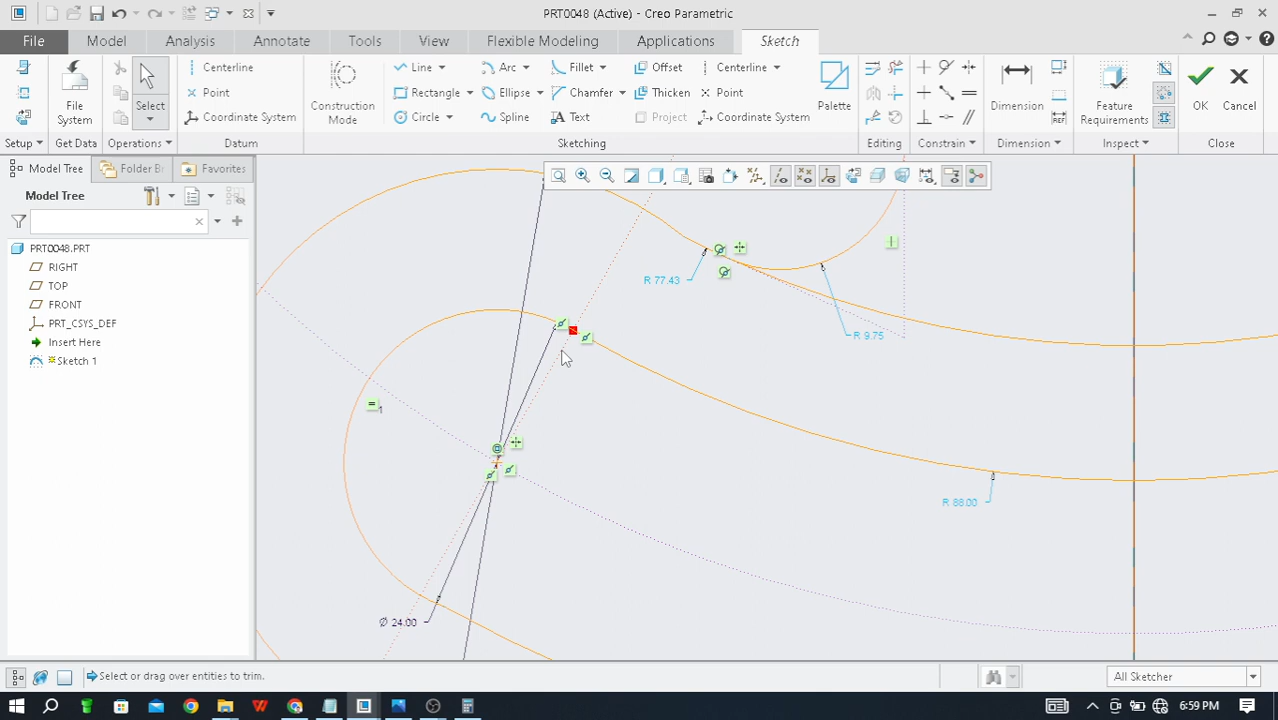 PRT0048 (Active) - Creo Parametric
File Model Analysis Annotate Tools View Flexible Modeling Applications Sketch
File System
Select
Centerline
Point
Coordinate System
Construction Mode
Line Arc Fillet Offset Centerline
Rectangle Ellipse Chamfer Thicken Point
Circle Spline Text Project Coordinate System
Palette
Dimension
Feature Requirements
OK Cancel
Setup Get Data Operations Datum Sketching Editing Constrain Dimension Inspect Close
Model Tree Folder B Favorites
Model Tree
PRT0048.PRT
RIGHT
TOP
FRONT
PRT_CSYS_DEF
Insert Here
Sketch 1
R 77.43
R 9.75
= 1
R 88.00
Ø 24.00
Select or drag over entities to trim.
All Sketcher
6:59 PM